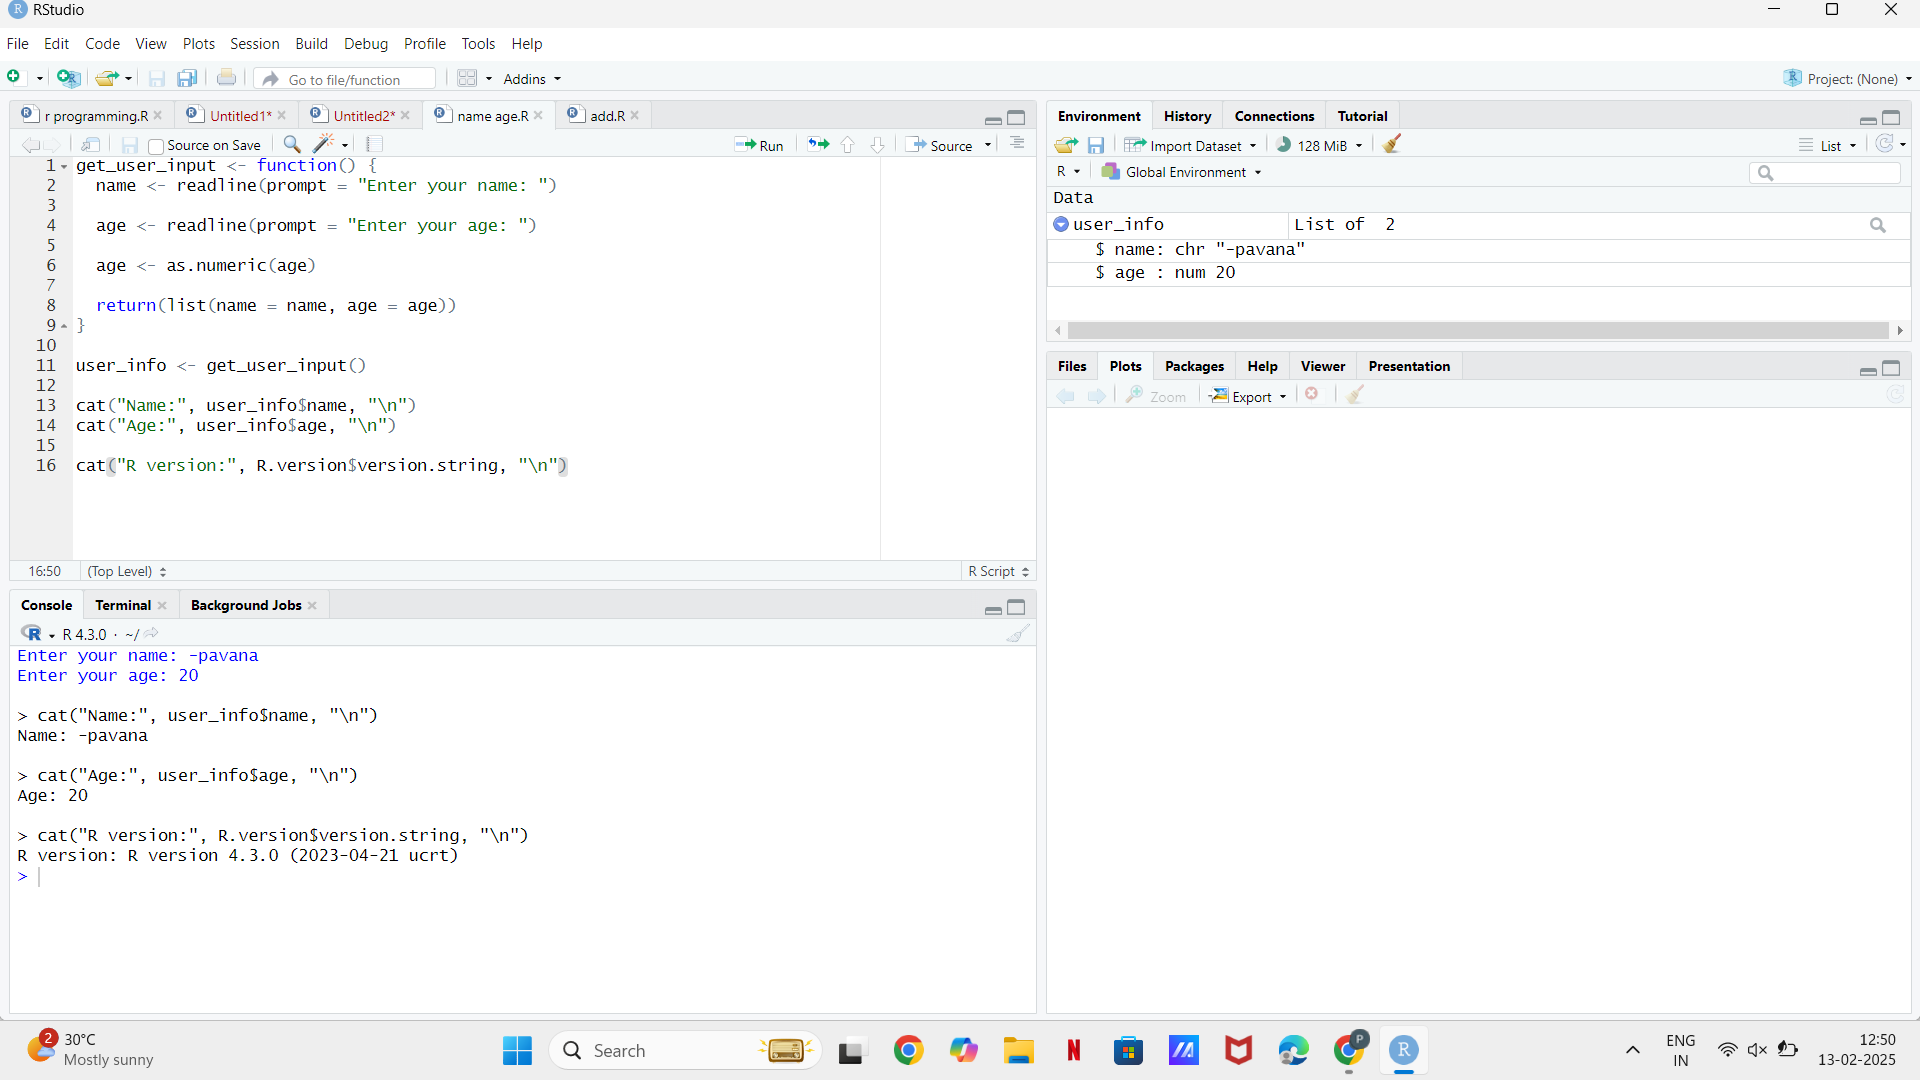 RStudio
File Edit Code View Plots Session Build Debug Profile Tools Help
Go to file/function Addins Project: (None)
r programming.R Untitled1* Untitled2* name age.R add.R
Source on Save Run Source
1 get_user_input <- function() {
2 name <- readline(prompt = "Enter your name: ")
3
4 age <- readline(prompt = "Enter your age: ")
5
6 age <- as.numeric(age)
7
8 return(list(name = name, age = age))
9 }
10
11 user_info <- get_user_input()
12
13 cat("Name:", user_info$name, "\n")
14 cat("Age:", user_info$age, "\n")
15
16 cat("R version:", R.version$version.string, "\n")
16:50 (Top Level) R Script
Console Terminal Background Jobs
R 4.3.0 · ~/
Enter your name: -pavana
Enter your age: 20
> cat("Name:", user_info$name, "\n")
Name: -pavana
> cat("Age:", user_info$age, "\n")
Age: 20
> cat("R version:", R.version$version.string, "\n")
R version: R version 4.3.0 (2023-04-21 ucrt)
>
Environment History Connections Tutorial
Import Dataset 128 MiB List
R Global Environment
Data
user_info List of 2
$ name: chr "-pavana"
$ age : num 20
Files Plots Packages Help Viewer Presentation
Zoom Export
2 30°C
Mostly sunny
Search
P
R
ENG
IN
12:50
13-02-2025